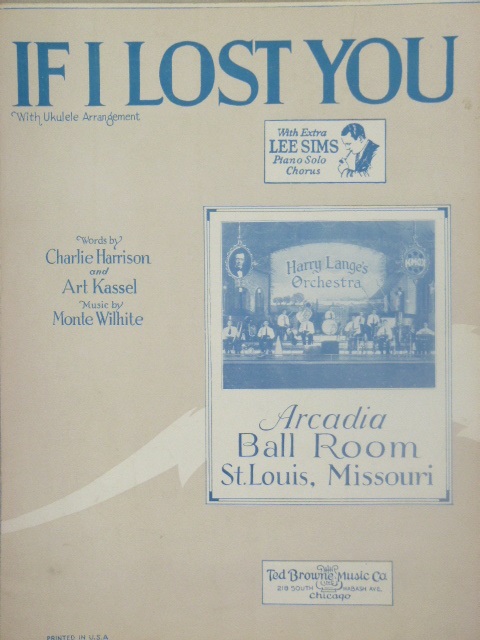 IF I LOST YOU
With Ukulele Arrangement
With Extra
LEE SIMS
Piano Solo
Chorus
Words by
Charlie Harrison
and
Art Kassel
Music by
Monte Wilhite
Harry Lange's
Orchestra
Arcadia
Ball Room
St. Louis, Missouri
Ted Browne Music Co
218 SOUTH WABASH AVE.
Chicago
PRINTED IN U.S.A